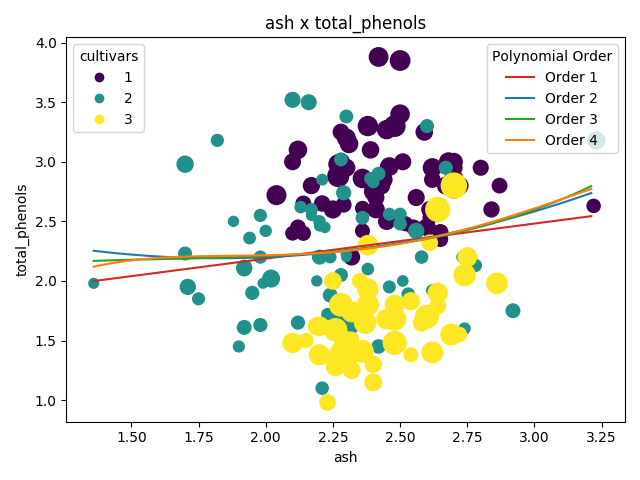 ash x total_phenols
cultivars
1
2
3
Polynomial Order
Order 1
Order 2
Order 3
Order 4
total_phenols
4.0
3.5
3.0
2.5
2.0
1.5
1.0
1.50 1.75 2.00 2.25 2.50 2.75 3.00 3.25
ash